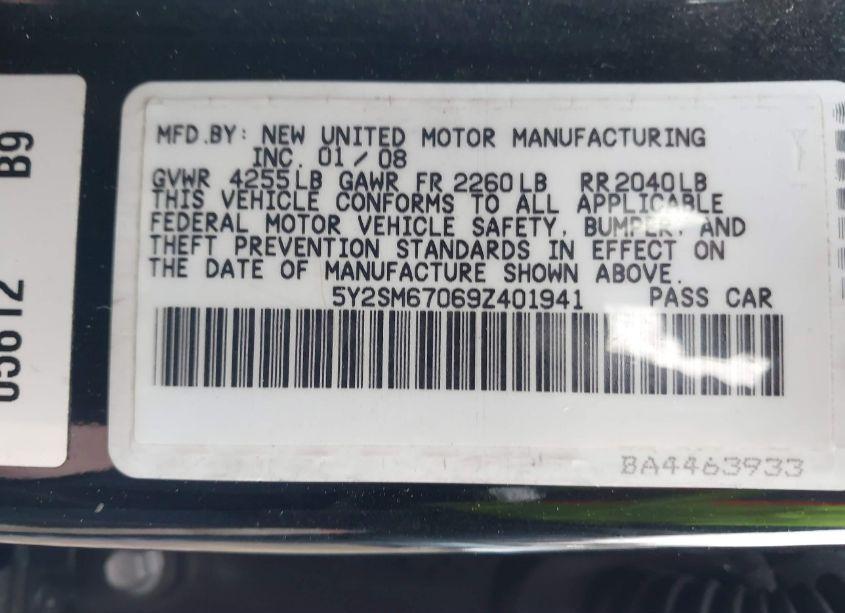 MFD.BY: NEW UNITED MOTOR MANUFACTURING
INC. 01/08
GVWR 4255LB GAWR FR 2260LB RR2040LB
THIS VEHICLE CONFORMS TO ALL APPLICABLE
FEDERAL MOTOR VEHICLE SAFETY, BUMPER, AND
THEFT PREVENTION STANDARDS IN EFFECT ON
THE DATE OF MANUFACTURE SHOWN ABOVE.
5Y2SM67069Z401941 PASS CAR
BA4463933
B9